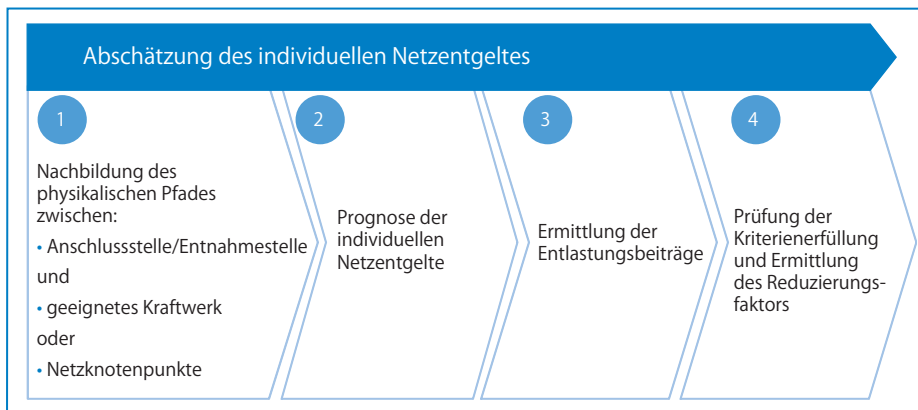 Abschätzung des individuellen Netzentgeltes
1
Nachbildung des
physikalischen Pfades
zwischen:
• Anschlussstelle/Entnahmestelle
und
• geeignetes Kraftwerk
oder
• Netzknotenpunkte
2
Prognose der
individuellen
Netzentgelte
3
Ermittlung der
Entlastungsbeiträge
4
Prüfung der
Kriterienerfüllung
und Ermittlung
des Reduzierungs-
faktors